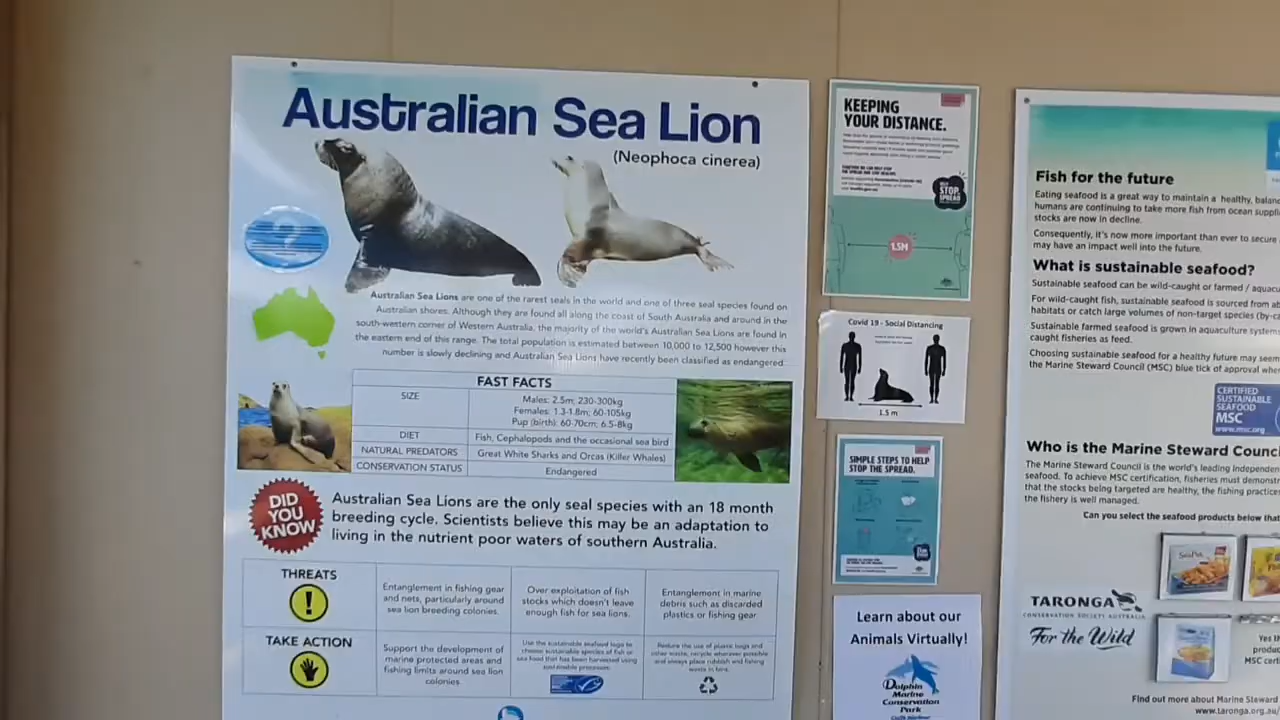 Australian Sea Lion
(Neophoca cinerea)
Australian Sea Lions are one of the rarest seals in the world and one of three seal species found on
Australian shores. Although they are found all along the coast of South Australia and around in the
south-western corner of Western Australia, the majority of the world's Australian Sea Lions are found in
the eastern end of this range. The total population is estimated between 10,000 to 12,500 however this
number is slowly declining and Australian Sea Lions have recently been classified as endangered.
FAST FACTS
SIZE
Males: 2.5m; 230-300kg
Females: 1.3-1.8m; 60-105kg
Pup (birth): 60-70cm; 6.5-8kg
DIET
Fish, Cephalopods and the occasional sea bird
NATURAL PREDATORS
Great White Sharks and Orcas (Killer Whales)
CONSERVATION STATUS
Endangered
DID
YOU
KNOW
Australian Sea Lions are the only seal species with an 18 month
breeding cycle. Scientists believe this may be an adaptation to
living in the nutrient poor waters of southern Australia.
THREATS
Entanglement in fishing gear
and nets, particularly around
sea lion breeding colonies.
Over exploitation of fish
stocks which doesn't leave
enough fish for sea lions.
Entanglement in marine
debris such as discarded
plastics or fishing gear
TAKE ACTION
Support the development of
marine protected areas and
fishing limits around sea lion
colonies.
Use the sustainable seafood logo to
choose sustainable species of fish or
sea food that has been harvested using
sustainable processes.
Reduce the use of plastic bags and
other waste, recycle wherever possible
and always place rubbish and fishing
waste in bins.
KEEPING
YOUR DISTANCE.
STOP
SPREAD
1.5M
Covid 19 - Social Distancing
1.5 m
SIMPLE STEPS TO HELP
STOP THE SPREAD.
Learn about our
Animals Virtually!
Dolphin
Marine
Conservation
Park
Fish for the future
Eating seafood is a great way to maintain a healthy,
humans are continuing to take more fish from ocean
stocks are now in decline.
Consequently, it's now more important than ever to secure
may have an impact well into the future.
What is sustainable seafood?
Sustainable seafood can be wild-caught or farmed /
For wild-caught fish, sustainable seafood is sourced from
habitats or catch large volumes of non-target species
Sustainable farmed seafood is grown in aquaculture
caught fisheries as feed.
Choosing sustainable seafood for a healthy future may seem
the Marine Steward Council (MSC) blue tick of approval
CERTIFIED
SUSTAINABLE
SEAFOOD
MSC
www.msc.org
Who is the Marine Steward
The Marine Steward Council is the world's leading
seafood. To achieve MSC certification, fisheries must
that the stocks being targeted are healthy, the fishing
the fishery is well managed.
Can you select the seafood products below
TARONGA
CONSERVATION SOCIETY AUSTRALIA
For the Wild
Find out more about Marine Steward
www.taronga.org.au/